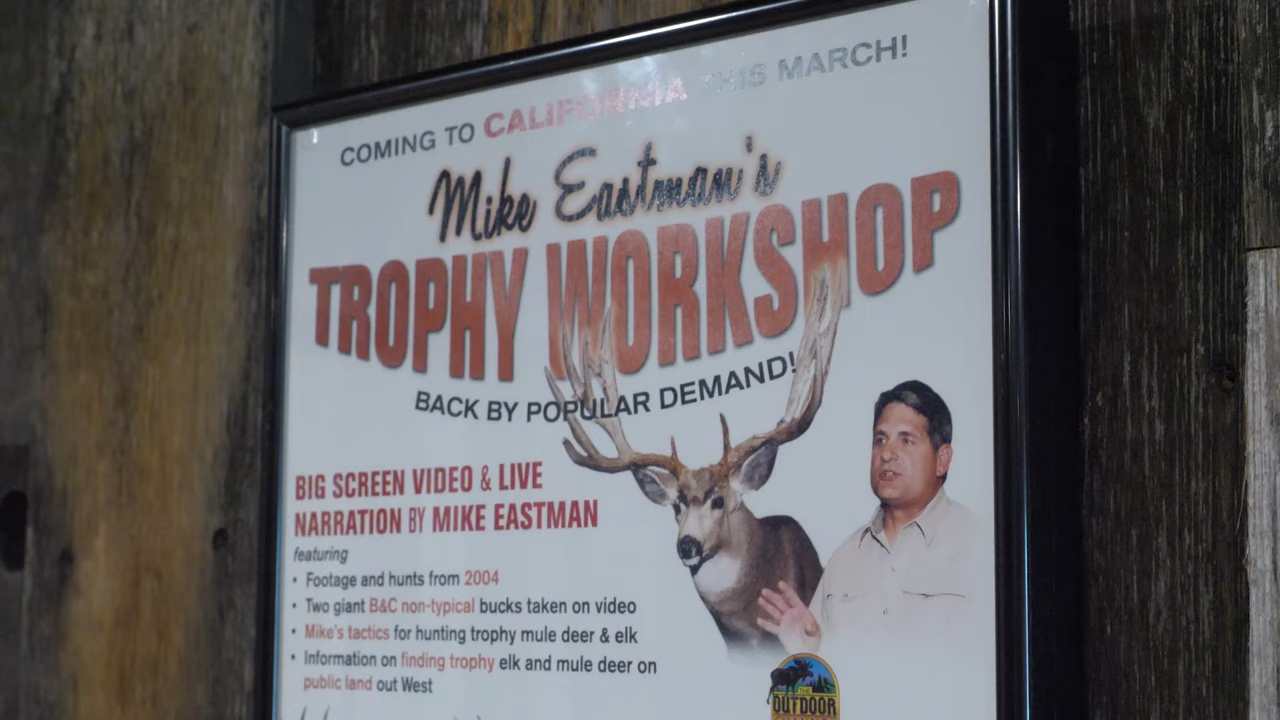 COMING TO CALIFORNIA THIS MARCH!
Mike Eastman's
TROPHY WORKSHOP
BACK BY POPULAR DEMAND!
BIG SCREEN VIDEO & LIVE
NARRATION BY MIKE EASTMAN
featuring
• Footage and hunts from 2004
• Two giant B&C non-typical bucks taken on video
• Mike's tactics for hunting trophy mule deer & elk
• Information on finding trophy elk and mule deer on
public land out West
THE
OUTDOOR